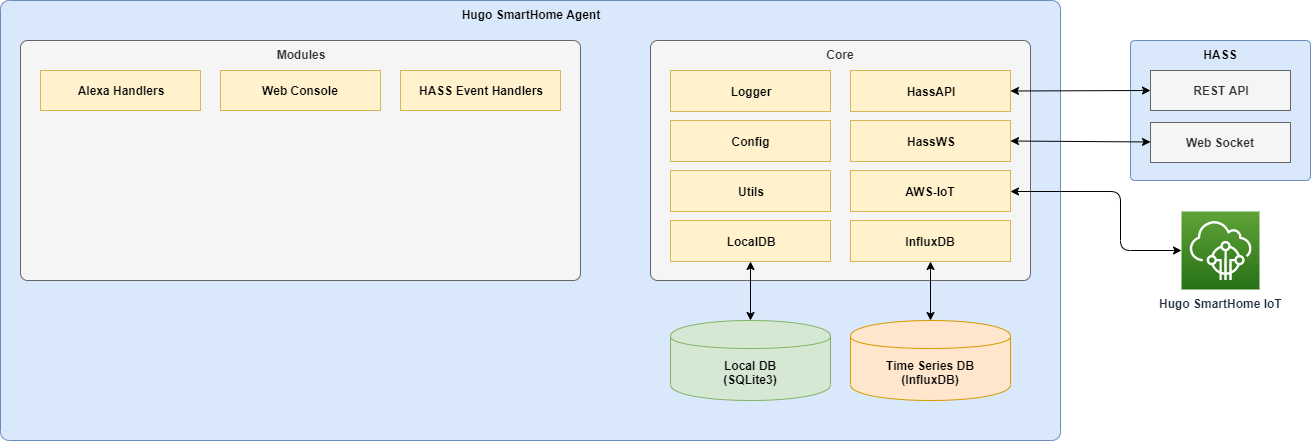 Hugo SmartHome Agent
Modules
Alexa Handlers
Web Console
HASS Event Handlers
Core
Logger
HassAPI
Config
HassWS
Utils
AWS-IoT
LocalDB
InfluxDB
Local DB
(SQLite3)
Time Series DB
(InfluxDB)
HASS
REST API
Web Socket
Hugo SmartHome IoT